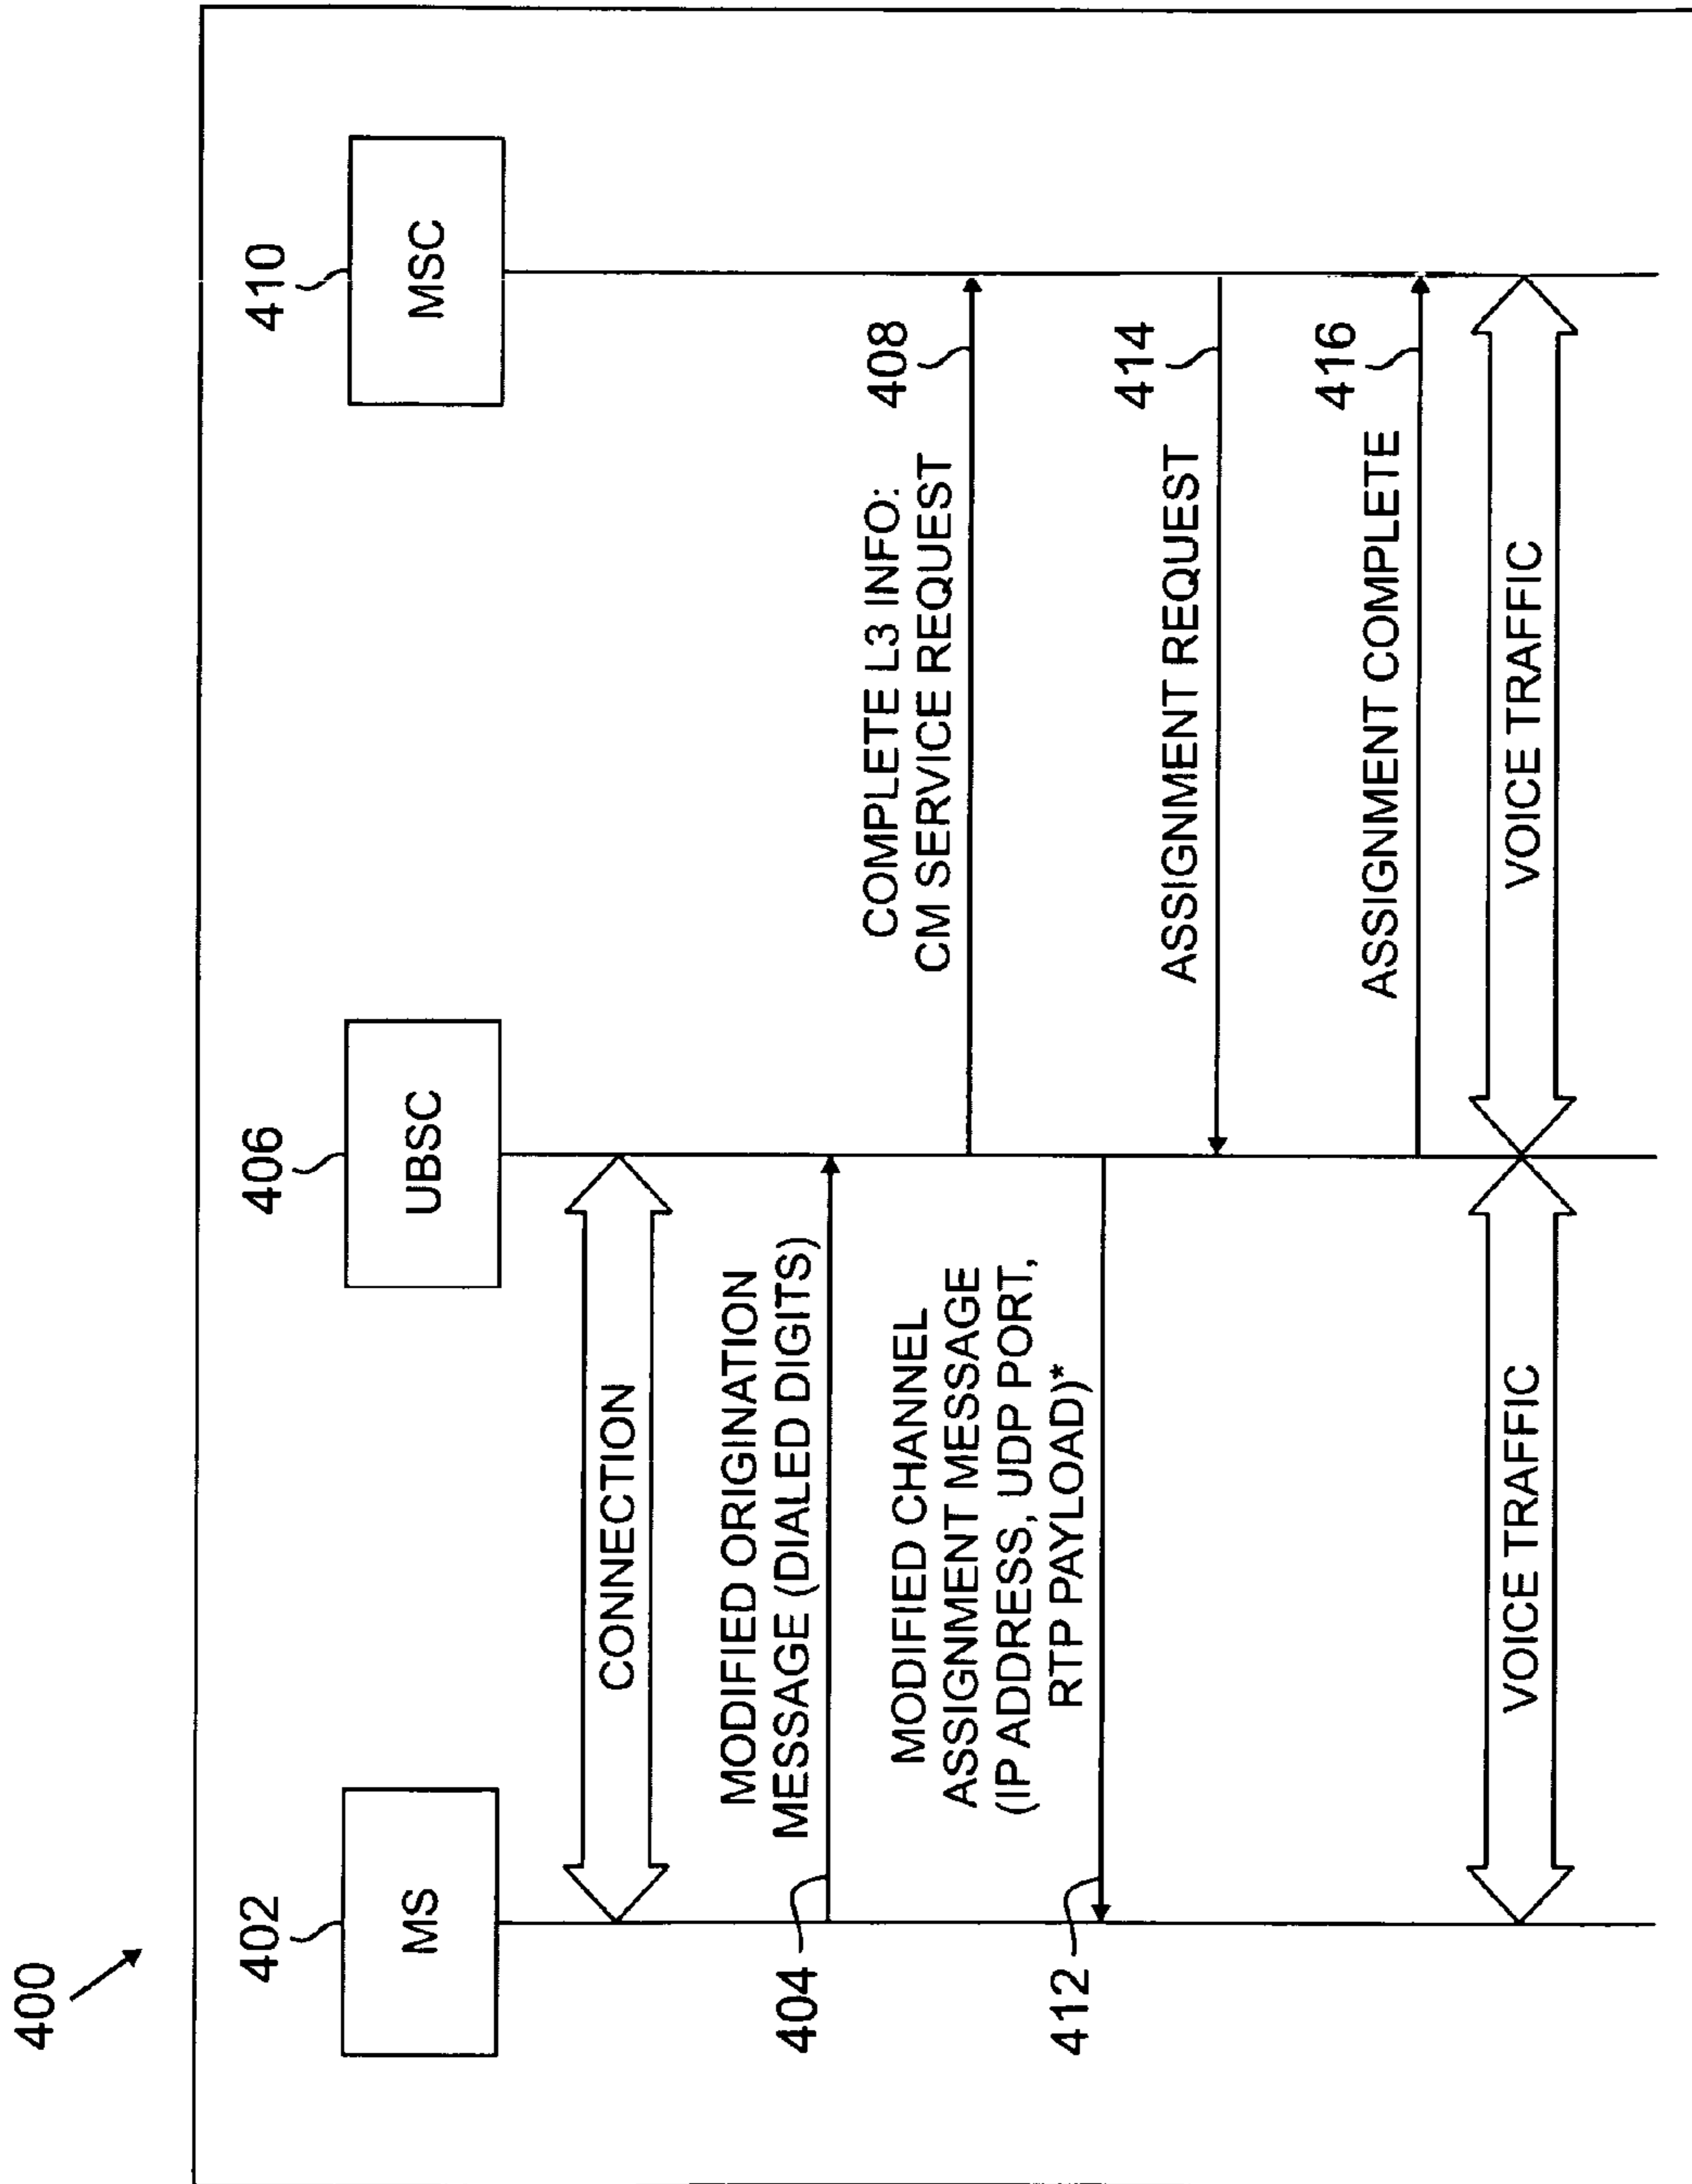 400
402
406
410
MS
UBSC
MSC
CONNECTION
MODIFIED ORIGINATION
MESSAGE (DIALED DIGITS)
404
COMPLETE L3 INFO:
CM SERVICE REQUEST
408
MODIFIED CHANNEL
ASSIGNMENT MESSAGE
(IP ADDRESS, UDP PORT,
RTP PAYLOAD)*
412
ASSIGNMENT REQUEST
414
ASSIGNMENT COMPLETE
416
VOICE TRAFFIC
VOICE TRAFFIC